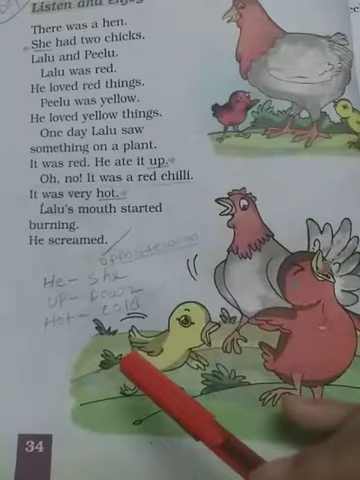 Listen and enjoy
There was a hen.
She had two chicks,
Lalu and Peelu.
Lalu was red.
He loved red things.
Peelu was yellow.
He loved yellow things.
One day Lalu saw
something on a plant.
It was red. He ate it up.
Oh, no! It was a red chilli.
It was very hot.
Lalu's mouth started
burning.
He screamed.
He - She
UP - Down
Hot - cold
34